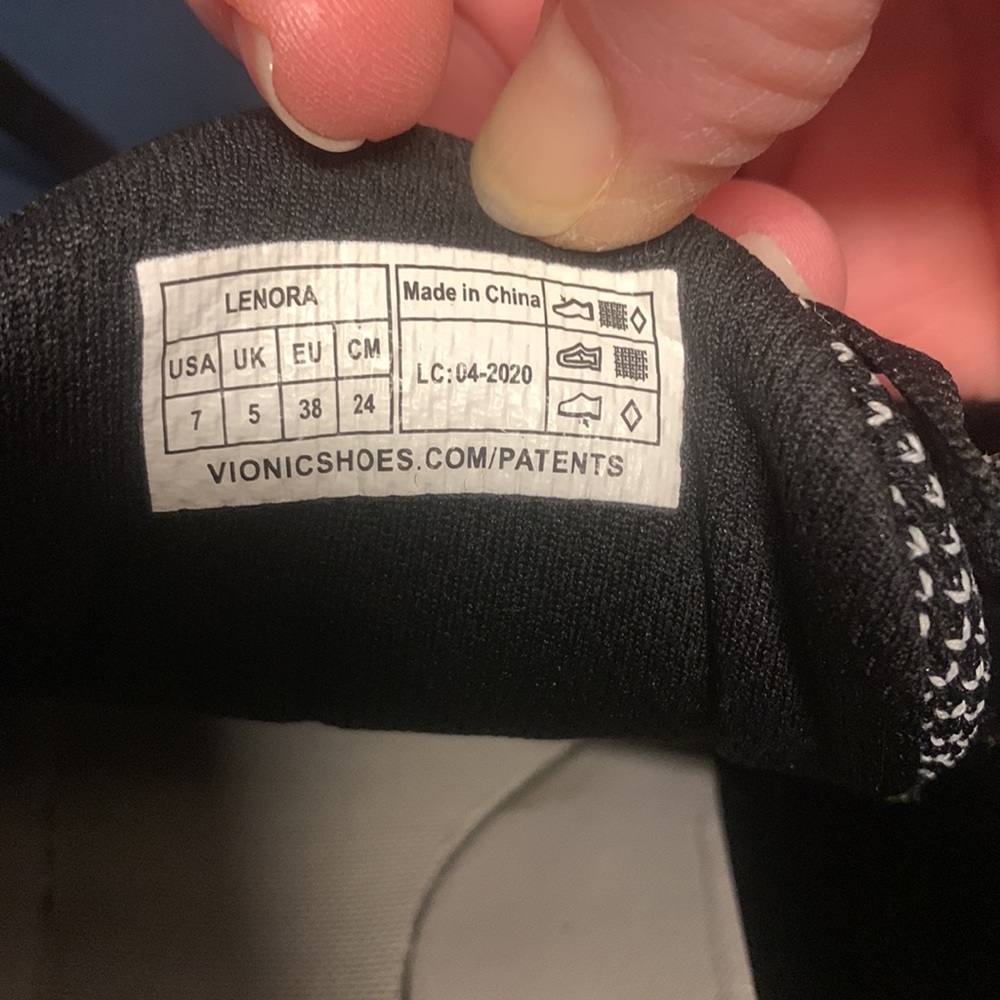 LENORA
USA UK EU CM
7 5 38 24
Made in China
LC:04-2020
VIONICSHOES.COM/PATENTS